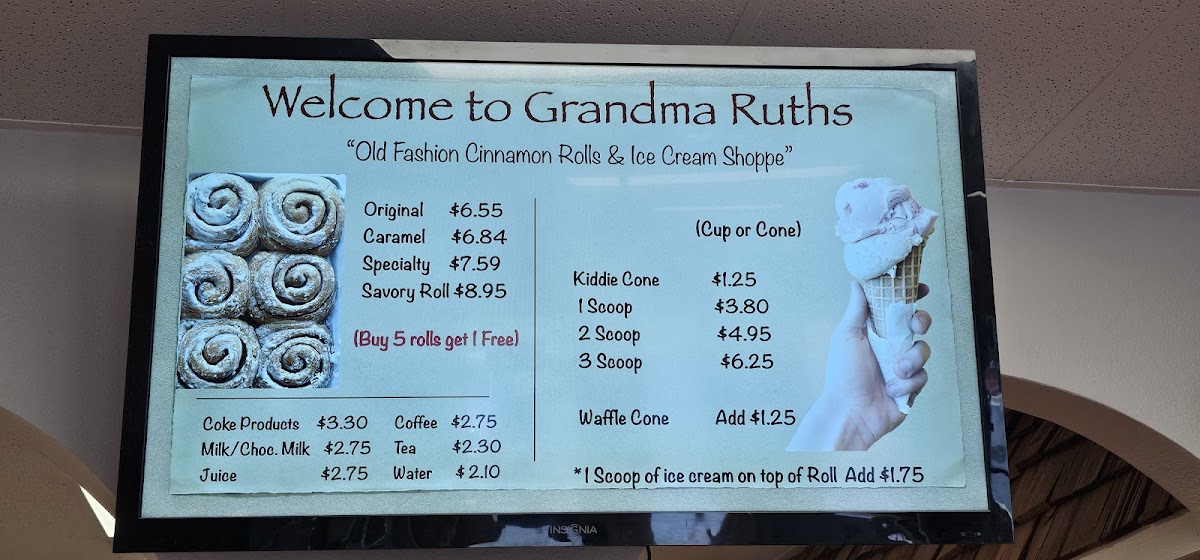 Welcome to Grandma Ruths
"Old Fashion Cinnamon Rolls & Ice Cream Shoppe"
Original $6.55
Caramel $6.84
Specialty $7.59
Savory Roll $8.95
(Buy 5 rolls get 1 Free)
Coke Products $3.30 Coffee $2.75
Milk/Choc. Milk $2.75 Tea $2.30
Juice $2.75 Water $2.10
(Cup or Cone)
Kiddie Cone $1.25
1 Scoop $3.80
2 Scoop $4.95
3 Scoop $6.25
Waffle Cone Add $1.25
*1 Scoop of ice cream on top of Roll Add $1.75
INSIGNIA